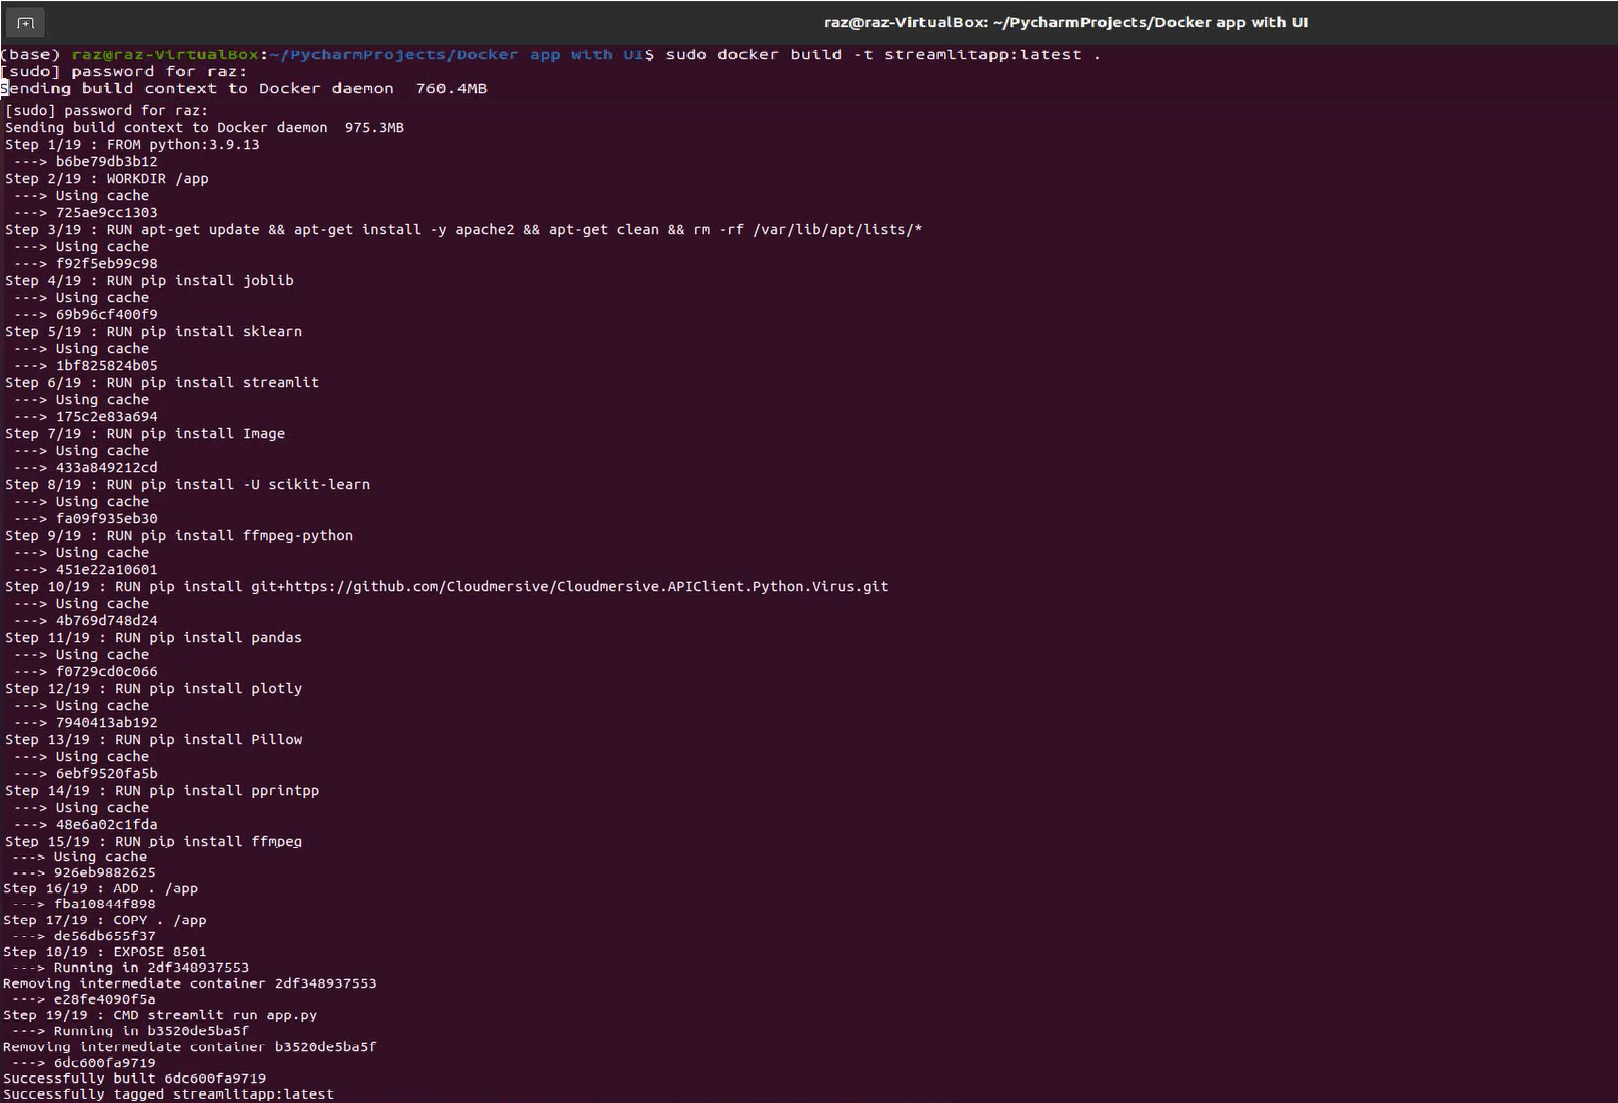 raz@raz-VirtualBox: ~/PycharmProjects/Docker app with UI
(base) raz@raz-VirtualBox:~/PycharmProjects/Docker app with UI$ sudo docker build -t streamlitapp:latest .
[sudo] password for raz:
Sending build context to Docker daemon  760.4MB
[sudo] password for raz:
Sending build context to Docker daemon  975.3MB
Step 1/19 : FROM python:3.9.13
 ---> b6be79db3b12
Step 2/19 : WORKDIR /app
 ---> Using cache
 ---> 725ae9cc1303
Step 3/19 : RUN apt-get update && apt-get install -y apache2 && apt-get clean && rm -rf /var/lib/apt/lists/*
 ---> Using cache
 ---> f92f5eb99c98
Step 4/19 : RUN pip install joblib
 ---> Using cache
 ---> 69b96cf400f9
Step 5/19 : RUN pip install sklearn
 ---> Using cache
 ---> 1bf825824b05
Step 6/19 : RUN pip install streamlit
 ---> Using cache
 ---> 175c2e83a694
Step 7/19 : RUN pip install Image
 ---> Using cache
 ---> 433a849212cd
Step 8/19 : RUN pip install -U scikit-learn
 ---> Using cache
 ---> fa09f935eb30
Step 9/19 : RUN pip install ffmpeg-python
 ---> Using cache
 ---> 451e22a10601
Step 10/19 : RUN pip install git+https://github.com/Cloudmersive/Cloudmersive.APIClient.Python.Virus.git
 ---> Using cache
 ---> 4b769d748d24
Step 11/19 : RUN pip install pandas
 ---> Using cache
 ---> f0729cd0c066
Step 12/19 : RUN pip install plotly
 ---> Using cache
 ---> 7940413ab192
Step 13/19 : RUN pip install Pillow
 ---> Using cache
 ---> 6ebf9520fa5b
Step 14/19 : RUN pip install pprintpp
 ---> Using cache
 ---> 48e6a02c1fda
Step 15/19 : RUN pip install ffmpeg
 ---> Using cache
 ---> 926eb9882625
Step 16/19 : ADD . /app
 ---> fba10844f898
Step 17/19 : COPY . /app
 ---> de56db655f37
Step 18/19 : EXPOSE 8501
 ---> Running in 2df348937553
Removing intermediate container 2df348937553
 ---> e28fe4090f5a
Step 19/19 : CMD streamlit run app.py
 ---> Running in b3520de5ba5f
Removing intermediate container b3520de5ba5f
 ---> 6dc600fa9719
Successfully built 6dc600fa9719
Successfully tagged streamlitapp:latest